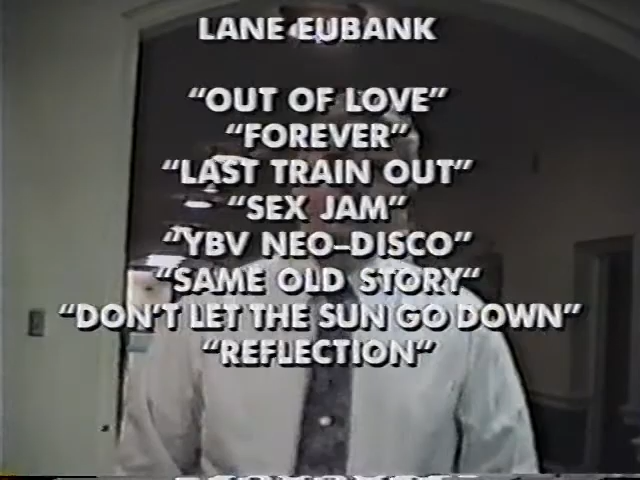 LANE EUBANK
“OUT OF LOVE”
“FOREVER”
“LAST TRAIN OUT”
“SEX JAM”
“YBV NEO–DISCO”
“SAME OLD STORY“
“DON’T LET THE SUN GO DOWN”
“REFLECTION”